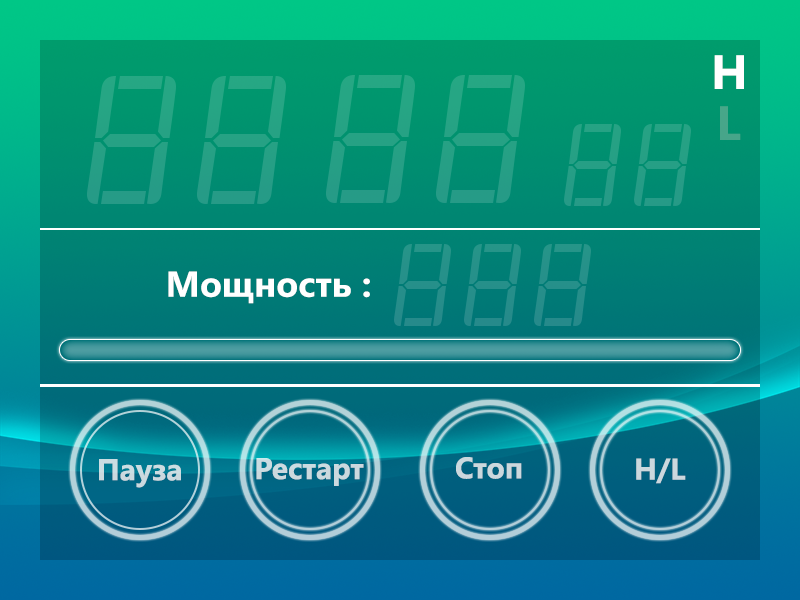 H
L
Мощность :
Пауза
Рестарт
Стоп
H/L